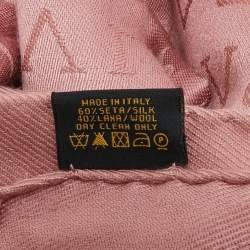 MADE IN ITALY
60% SETA/SILK
40% LANA/WOOL
DRY CLEAN ONLY